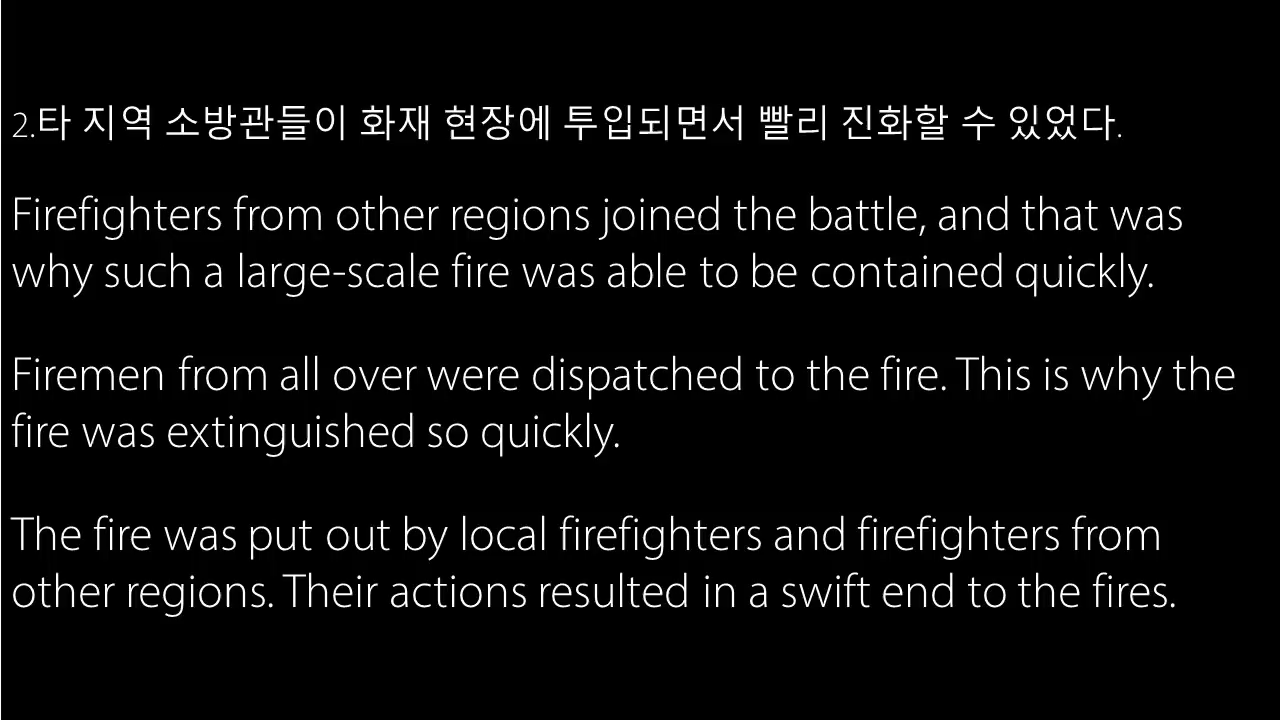 2.타 지역 소방관들이 화재 현장에 투입되면서 빨리 진화할 수 있었다.
Firefighters from other regions joined the battle, and that was
why such a large-scale fire was able to be contained quickly.
Firemen from all over were dispatched to the fire. This is why the
fire was extinguished so quickly.
The fire was put out by local firefighters and firefighters from
other regions. Their actions resulted in a swift end to the fires.